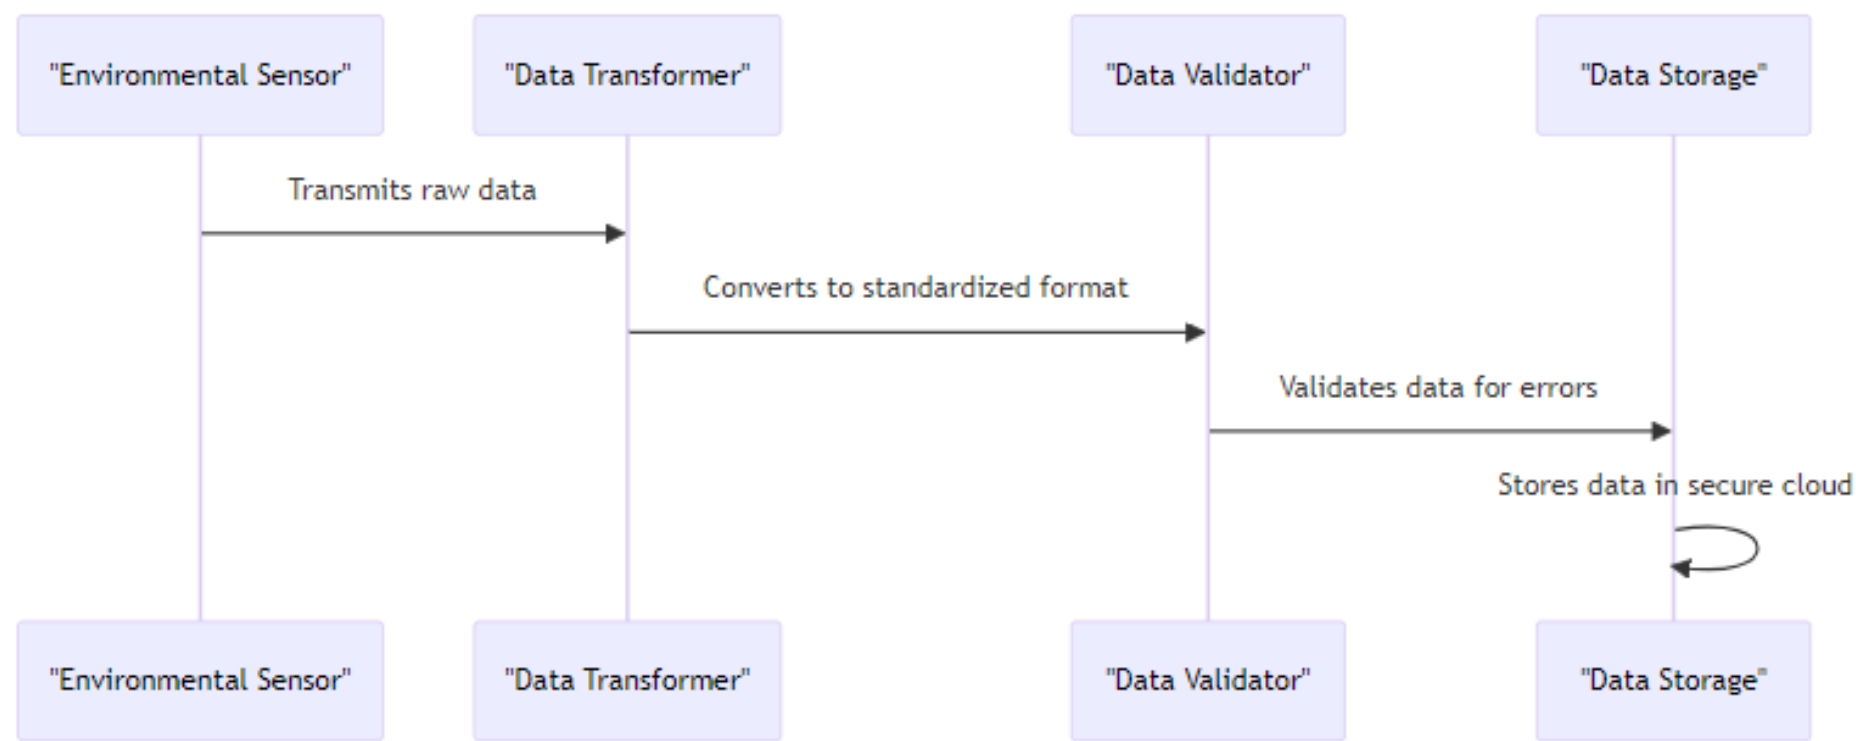 "Environmental Sensor"
"Data Transformer"
"Data Validator"
"Data Storage"
Transmits raw data
Converts to standardized format
Validates data for errors
Stores data in secure cloud
"Environmental Sensor"
"Data Transformer"
"Data Validator"
"Data Storage"